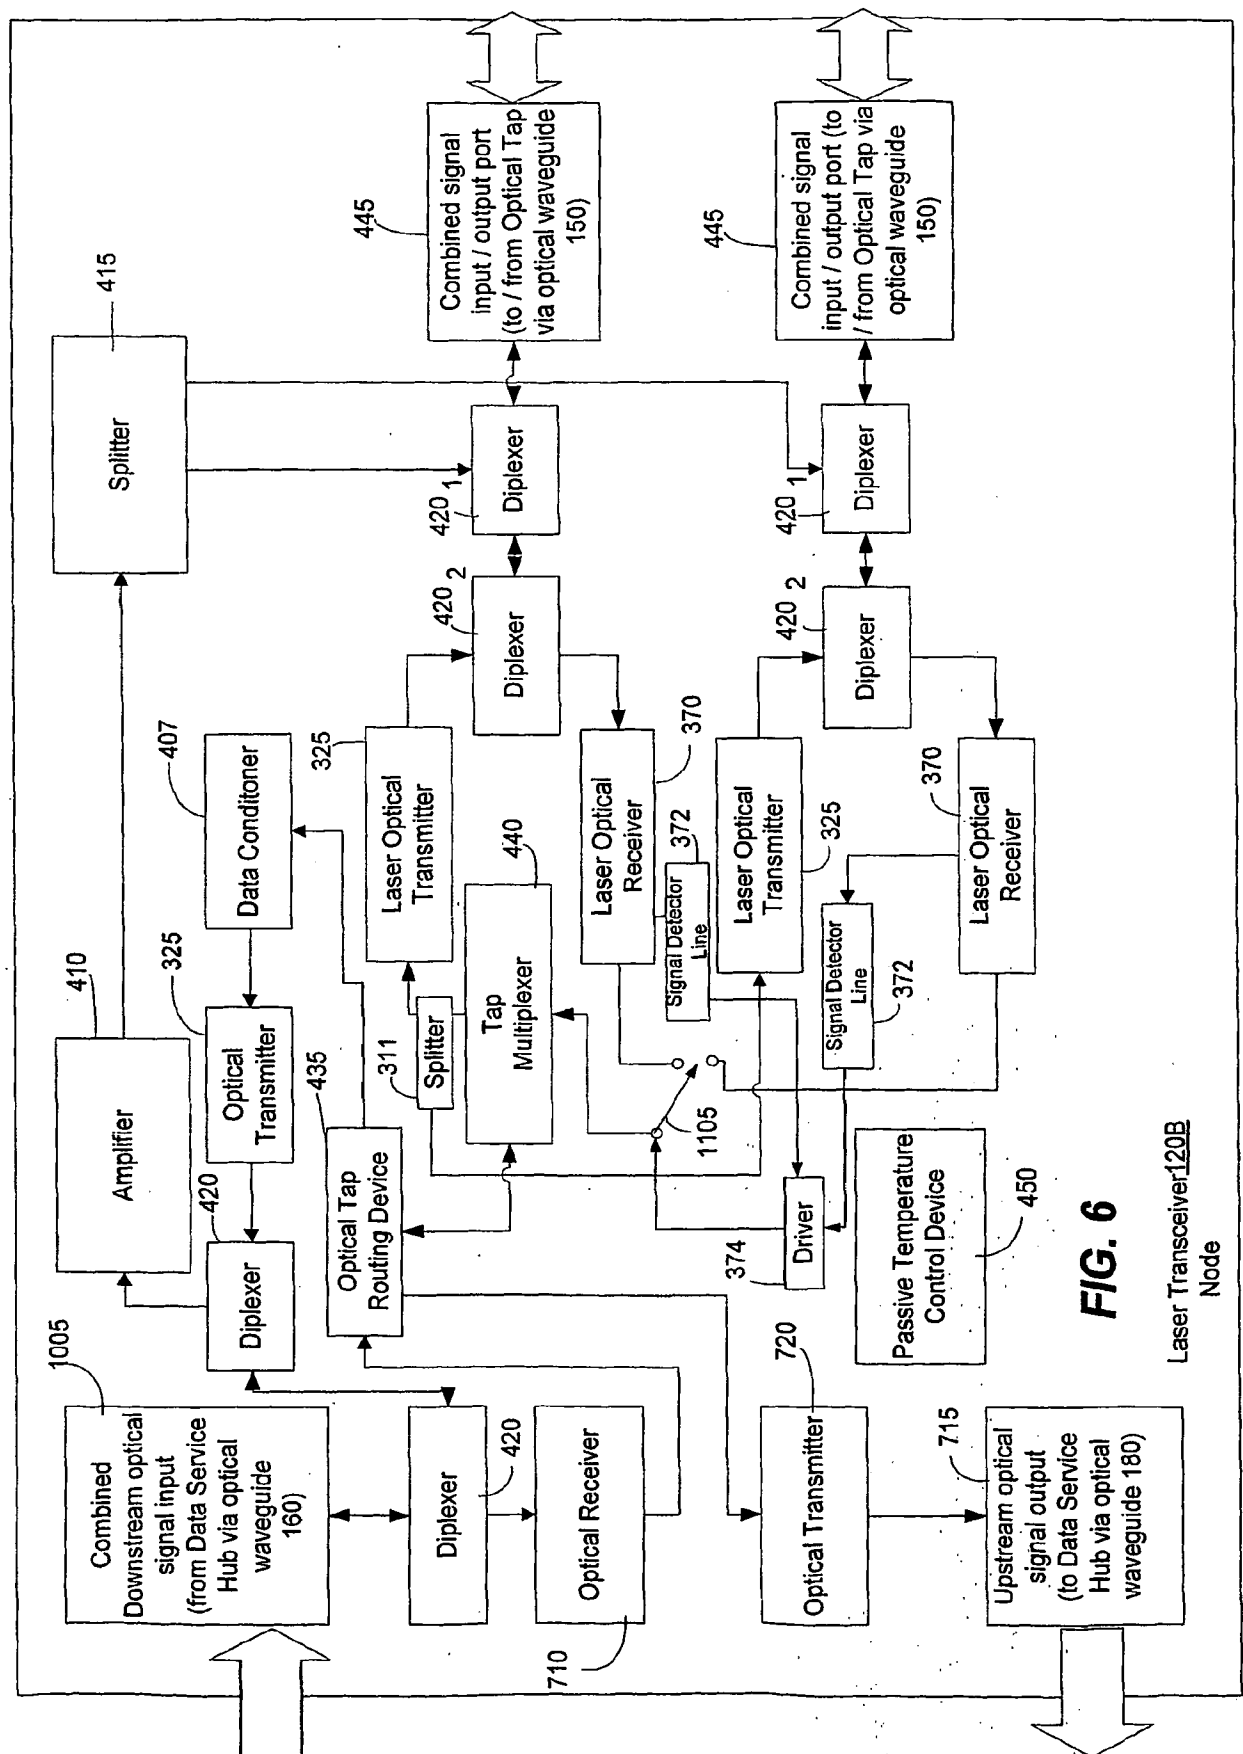 1005
Combined
Downstream optical
signal input
(from Data Service
Hub via optical
waveguide
160)
Diplexer
420
Optical Receiver
710
Optical Transmitter
720
Upstream optical
signal output
(to Data Service
Hub via optical
waveguide 180)
715
Amplifier
410
Diplexer
420
Optical
Transmitter
325
Data Conditoner
407
Optical Tap
Routing Device
435
Splitter
311
Tap
Multiplexer
440
Laser Optical
Transmitter
325
Laser Optical
Receiver
370
Signal Detector
Line
372
Driver
374
1105
Laser Optical
Transmitter
325
Signal Detector
Line
372
Laser Optical
Receiver
370
Passive Temperature
Control Device
450
Splitter
415
Diplexer
420 2
Diplexer
420 1
Diplexer
420 2
Diplexer
420 1
Combined signal
input / output port
(to / from Optical Tap
via optical waveguide
150)
445
Combined signal
input / output port (to
/ from Optical Tap via
optical waveguide
150)
445
FIG. 6
Laser Transceiver 120B
Node